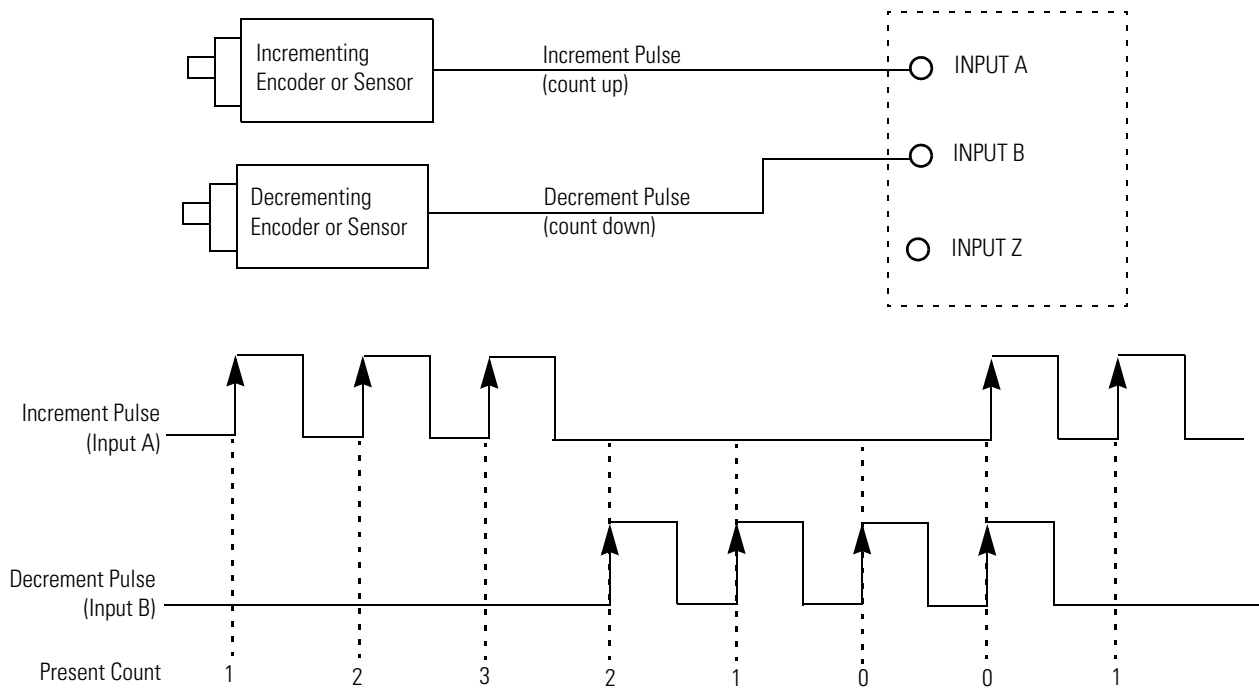 Incrementing
Encoder or Sensor
Increment Pulse
(count up)
INPUT A
INPUT B
Decrementing
Encoder or Sensor
Decrement Pulse
(count down)
INPUT Z
Increment Pulse
(Input A)
Decrement Pulse
(Input B)
Present Count 1 2 3 2 1 0 0 1